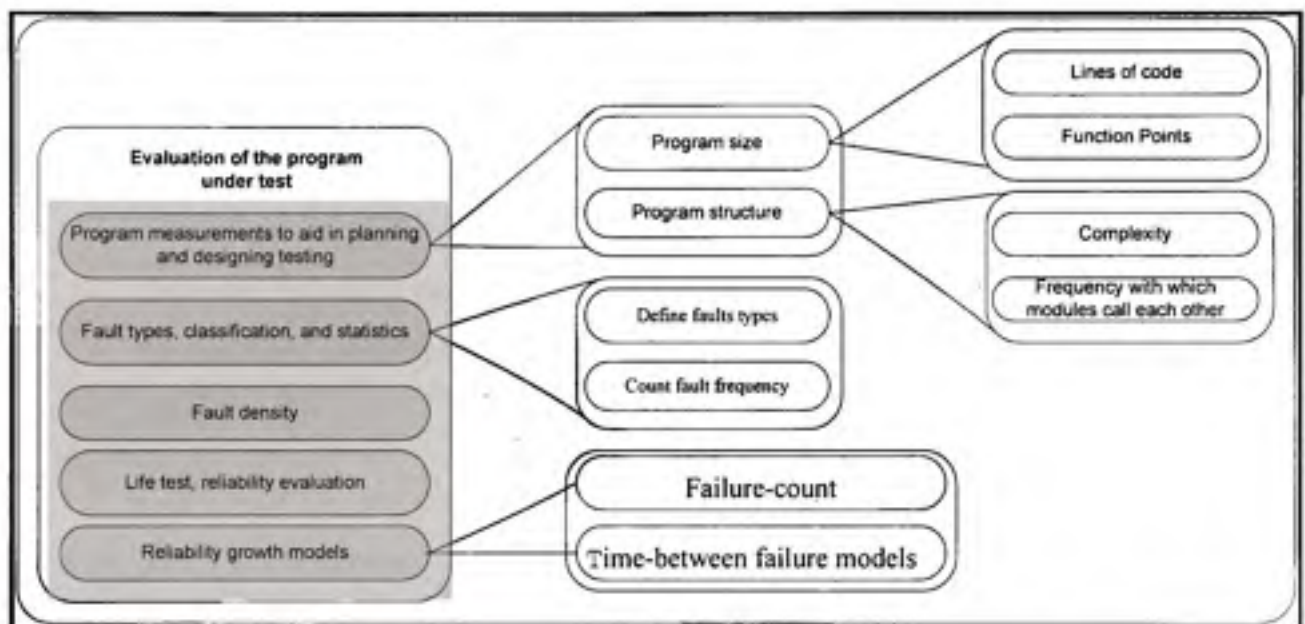 Evaluation of the program
under test
Program measurements to aid in planning
and designing testing
Fault types, classification, and statistics
Fault density
Life test, reliability evaluation
Reliability growth models
Program size
Program structure
Define faults types
Count fault frequency
Failure-count
Time-between failure models
Lines of code
Function Points
Complexity
Frequency with which
modules call each other